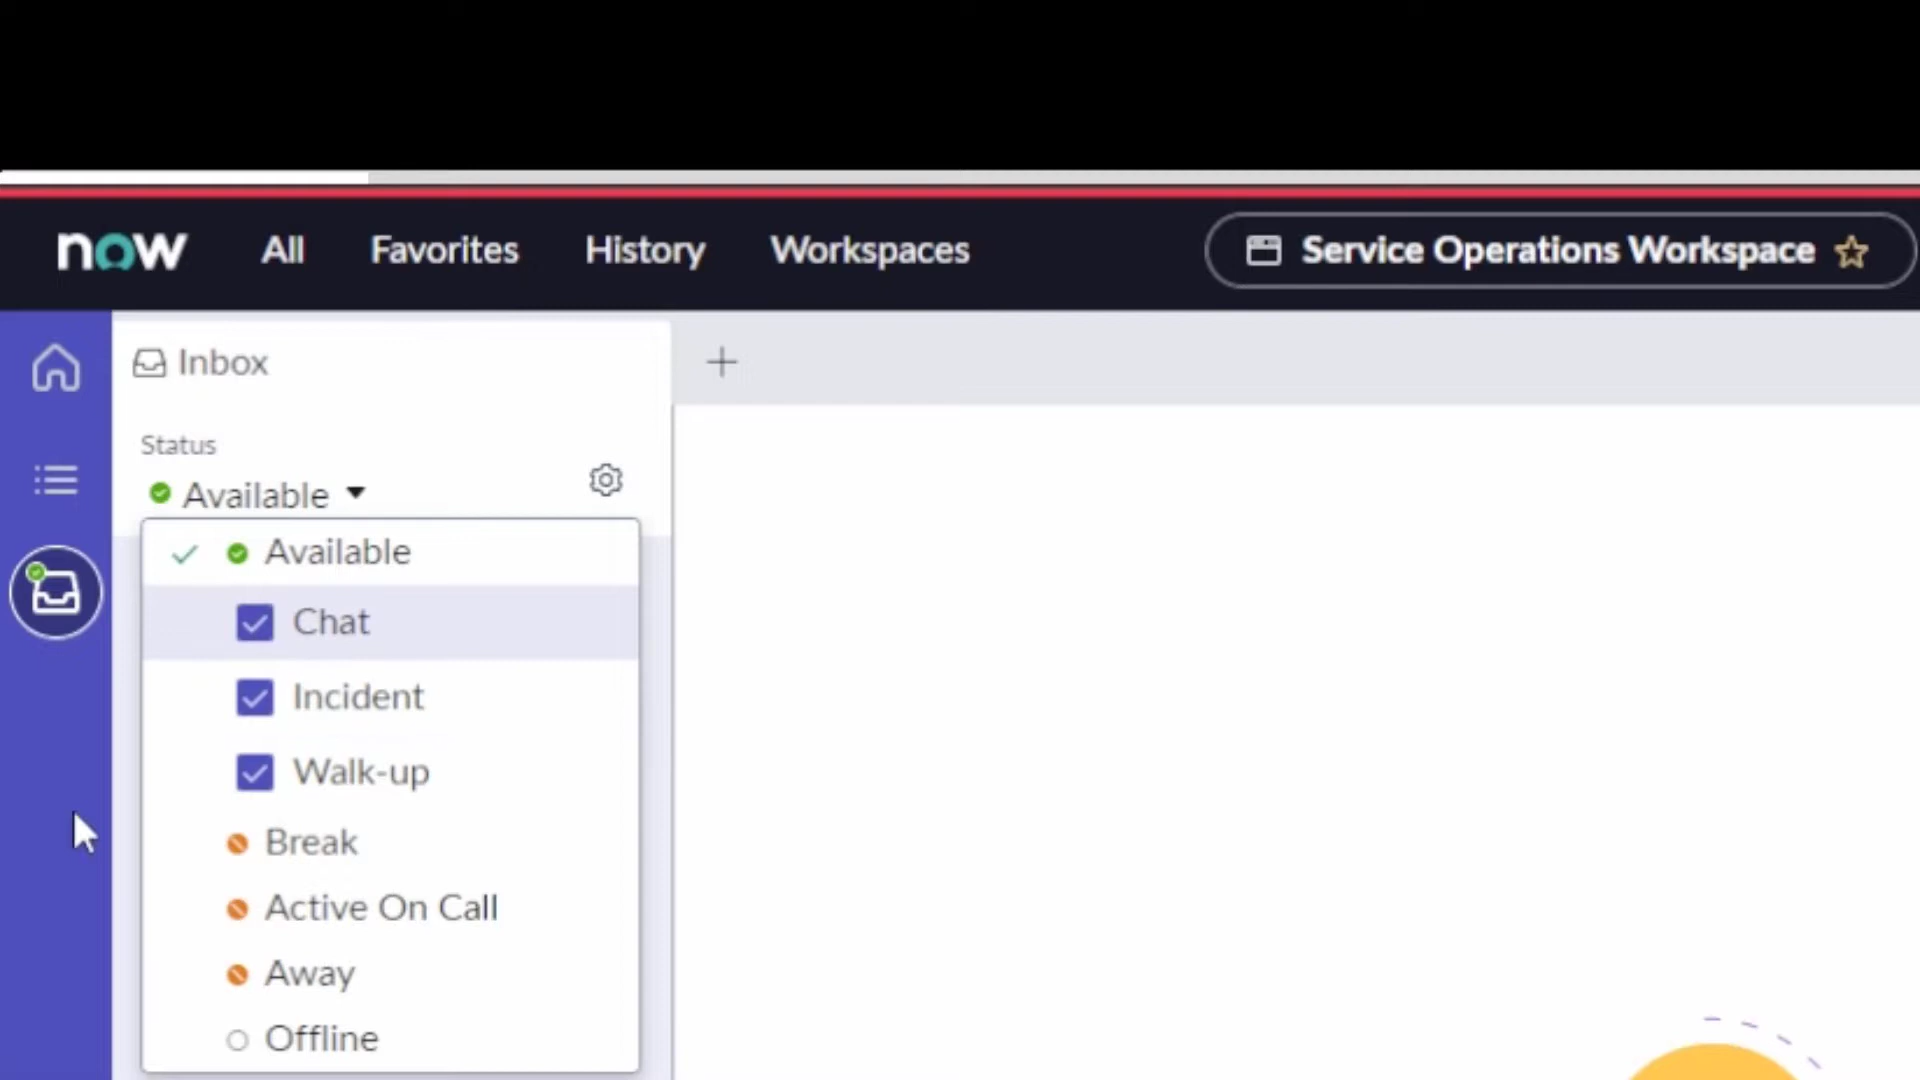 now All Favorites History Workspaces Service Operations Workspace
Inbox
Status
Available
Available
Chat
Incident
Walk-up
Break
Active On Call
Away
Offline